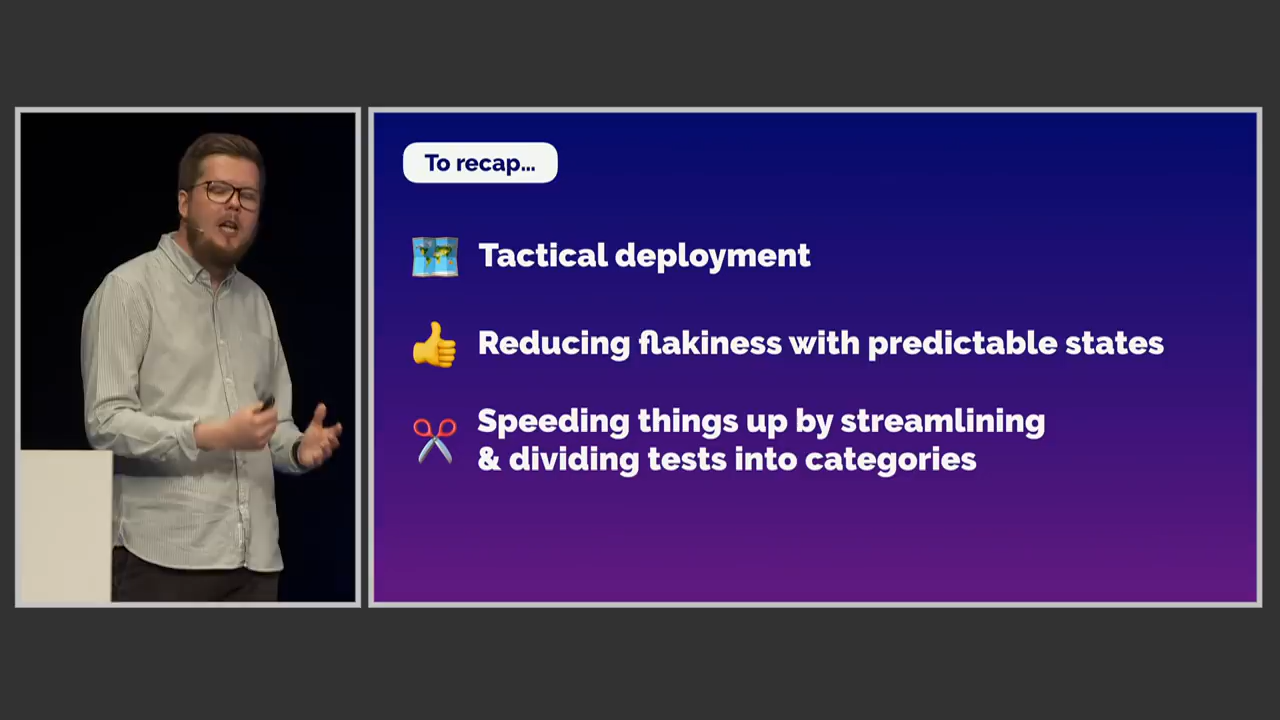 To recap...
Tactical deployment
Reducing flakiness with predictable states
Speeding things up by streamlining
& dividing tests into categories